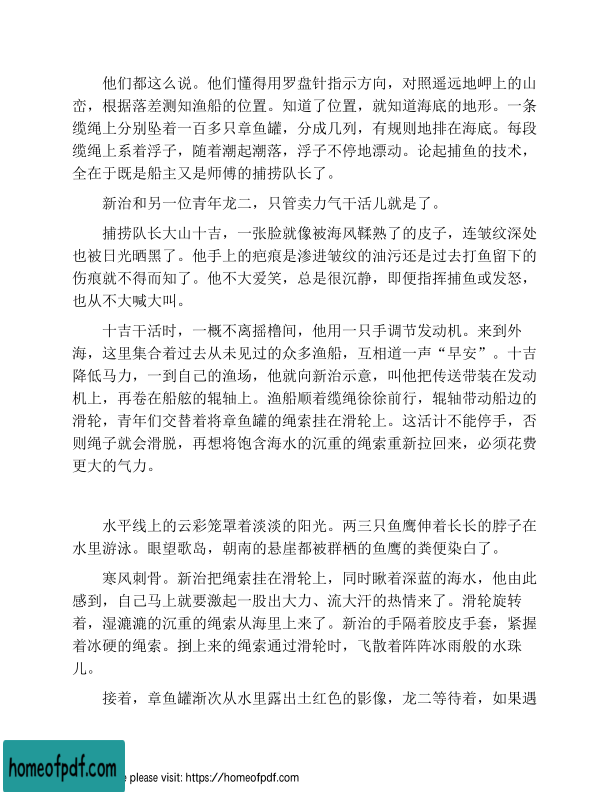 他们都这么说。他们懂得用罗盘针指示方向，对照遥远地岬上的山
峦，根据落差测知渔船的位置。知道了位置，就知道海底的地形。一条
缆绳上分别坠着一百多只章鱼罐，分成几列，有规则地排在海底。每段
缆绳上系着浮子，随着潮起潮落，浮子不停地漂动。论起捕鱼的技术，
全在于既是船主又是师傅的捕捞队长了。
新治和另一位青年龙二，只管卖力气干活儿就是了。
捕捞队长大山十吉，一张脸就像被海风鞣熟了的皮子，连皱纹深处
也被日光晒黑了。他手上的疤痕是渗进皱纹的油污还是过去打鱼留下的
伤痕就不得而知了。他不大爱笑，总是很沉静，即便指挥捕鱼或发怒，
也从不大喊大叫。
十吉干活时，一概不离摇橹间，他用一只手调节发动机。来到外
海，这里集合着过去从未见过的众多渔船，互相道一声“早安”。十吉
降低马力，一到自己的渔场，他就向新治示意，叫他把传送带装在发动
机上，再卷在船舷的辊轴上。渔船顺着缆绳徐徐前行，辊轴带动船边的
滑轮，青年们交替着将章鱼罐的绳索挂在滑轮上。这活计不能停手，否
则绳子就会滑脱，再想将饱含海水的沉重的绳索重新拉回来，必须花费
更大的气力。
水平线上的云彩笼罩着淡淡的阳光。两三只鱼鹰伸着长长的脖子在
水里游泳。眼望歌岛，朝南的悬崖都被群栖的鱼鹰的粪便染白了。
寒风刺骨。新治把绳索挂在滑轮上，同时瞅着深蓝的海水，他由此
感到，自己马上就要激起一股出大力、流大汗的热情来了。滑轮旋转
着，湿漉漉的沉重的绳索从海里上来了。新治的手隔着胶皮手套，紧握
着冰硬的绳索。捯上来的绳索通过滑轮时，飞散着阵阵冰雨般的水珠
儿。
接着，章鱼罐渐次从水里露出土红色的影像，龙二等待着，如果遇
homeofpdf.com
e please visit: https://homeofpdf.com